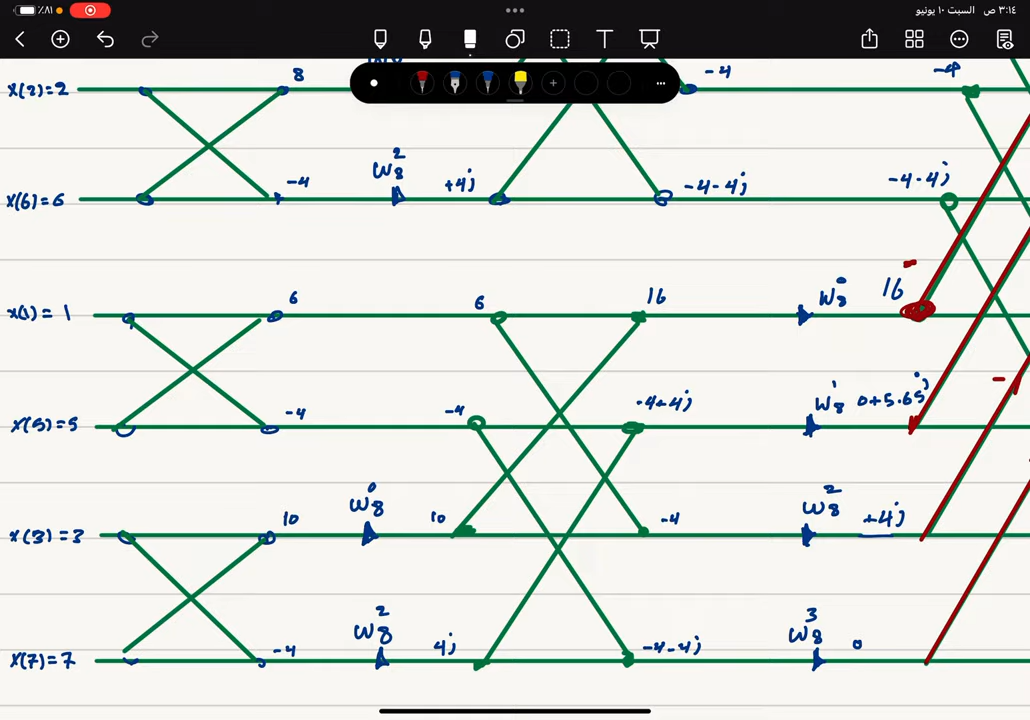 ٨١٪
٣:١٤ ص السبت ١٠ يونيو
T
x(2)=2 8 -4 -4
x(6)=6 -4 W8^2 +4j -4-4j -4-4j
x(1)=1 6 6 16 W8^0 16 -
x(5)=5 -4 -4 -4+4j W8^1 0+5.65j -
x(3)=3 10 W8^0 10 -4 W8^2 +4j
x(7)=7 -4 W8^2 4j -4-4j W8^3 0